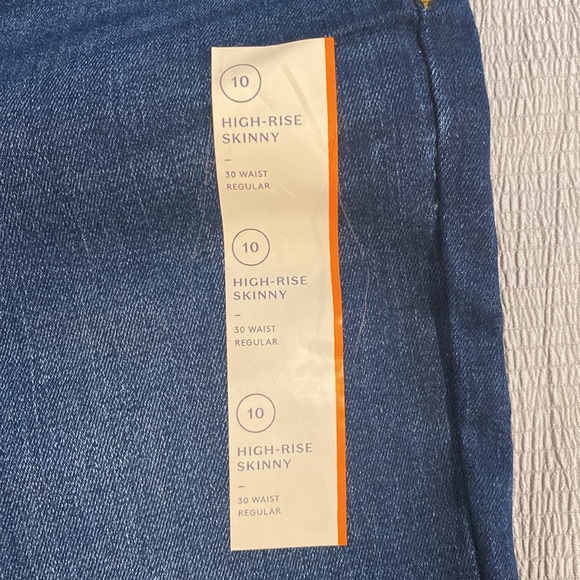 10
HIGH-RISE
SKINNY
–
30 WAIST
REGULAR
10
HIGH-RISE
SKINNY
–
30 WAIST
REGULAR
10
HIGH-RISE
SKINNY
–
30 WAIST
REGULAR